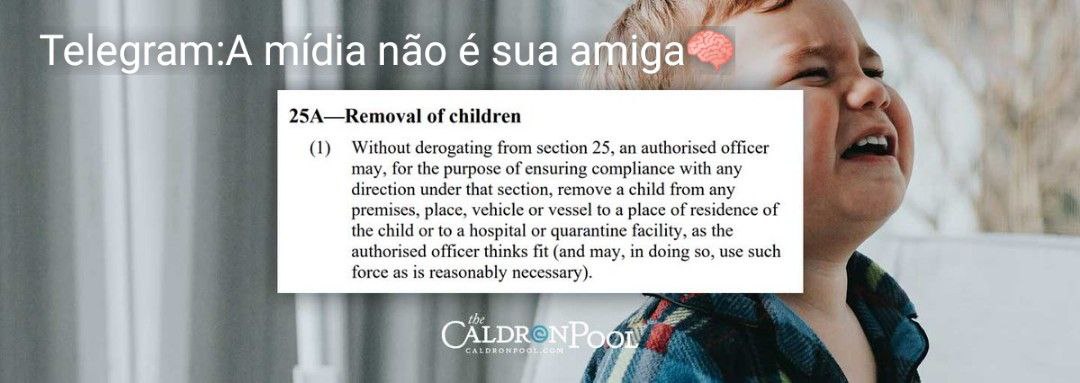 Telegram:A mídia não é sua amiga🧠
25A—Removal of children
(1) Without derogating from section 25, an authorised officer
may, for the purpose of ensuring compliance with any
direction under that section, remove a child from any
premises, place, vehicle or vessel to a place of residence of
the child or to a hospital or quarantine facility, as the
authorised officer thinks fit (and may, in doing so, use such
force as is reasonably necessary).
the
CALDRONPOOL
CALDRONPOOL.COM